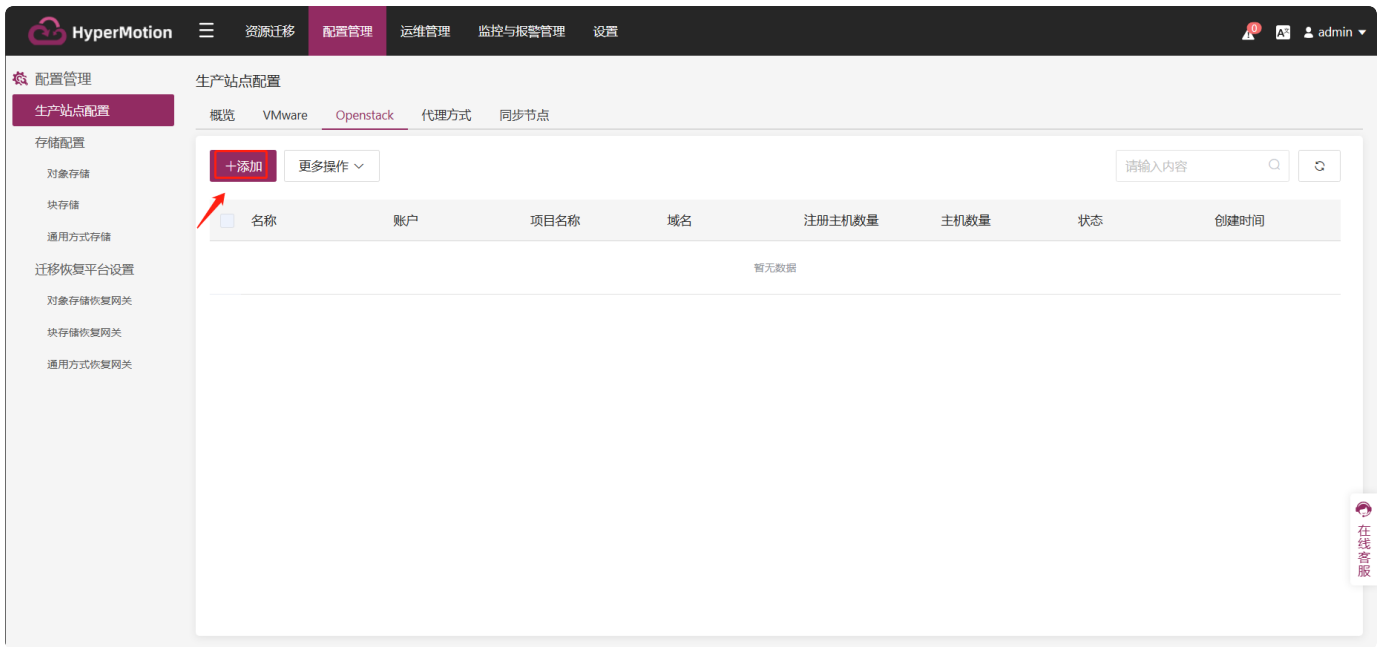 HyperMotion 资源迁移 配置管理 运维管理 监控与报警管理 设置 0 A admin
配置管理
生产站点配置
存储配置
对象存储
块存储
通用方式存储
迁移恢复平台设置
对象存储恢复网关
块存储恢复网关
通用方式恢复网关
生产站点配置
概览 VMware Openstack 代理方式 同步节点
+添加 更多操作 请输入内容
名称 账户 项目名称 域名 注册主机数量 主机数量 状态 创建时间
暂无数据
在线客服